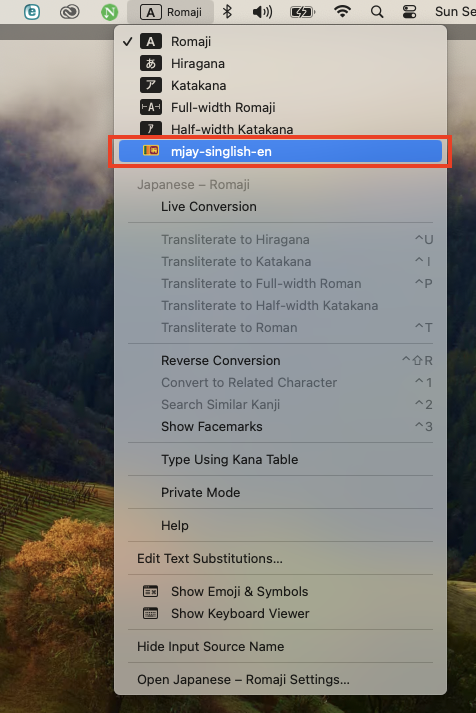 A Romaji
Sun Se
A Romaji
あ Hiragana
ア Katakana
A Full-width Romaji
ｱ Half-width Katakana
mjay-singlish-en
Japanese – Romaji
Live Conversion
Transliterate to Hiragana ^U
Transliterate to Katakana ^I
Transliterate to Full-width Roman ^P
Transliterate to Half-width Katakana
Transliterate to Roman ^T
Reverse Conversion ^⇧R
Convert to Related Character ^1
Search Similar Kanji ^2
Show Facemarks ^3
Type Using Kana Table
Private Mode
Help
Edit Text Substitutions...
Show Emoji & Symbols
Show Keyboard Viewer
Hide Input Source Name
Open Japanese – Romaji Settings...